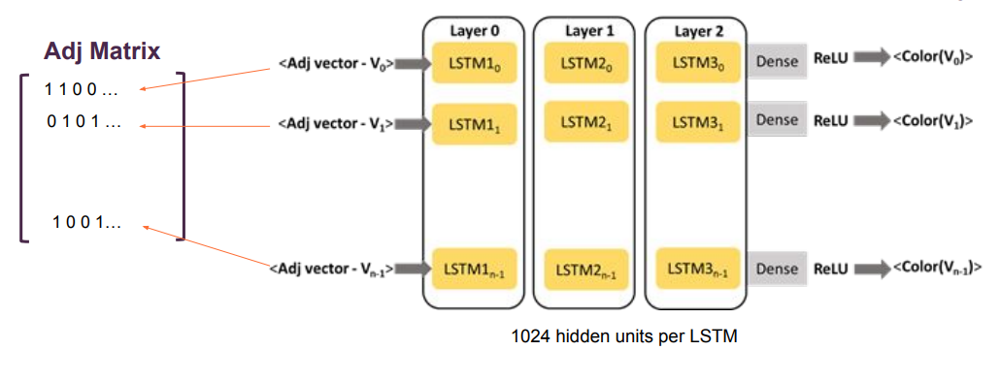 Adj Matrix
1 1 0 0 ...
0 1 0 1 ...
1 0 0 1...
<Adj vector - V₀>
<Adj vector - V₁>
<Adj vector - Vₙ₋₁>
Layer 0
LSTM1₀
LSTM1₁
LSTM1ₙ₋₁
Layer 1
LSTM2₀
LSTM2₁
LSTM2ₙ₋₁
Layer 2
LSTM3₀
LSTM3₁
LSTM3ₙ₋₁
Dense ReLU <Color(V₀)>
Dense ReLU <Color(V₁)>
Dense ReLU <Color(Vₙ₋₁)>
1024 hidden units per LSTM